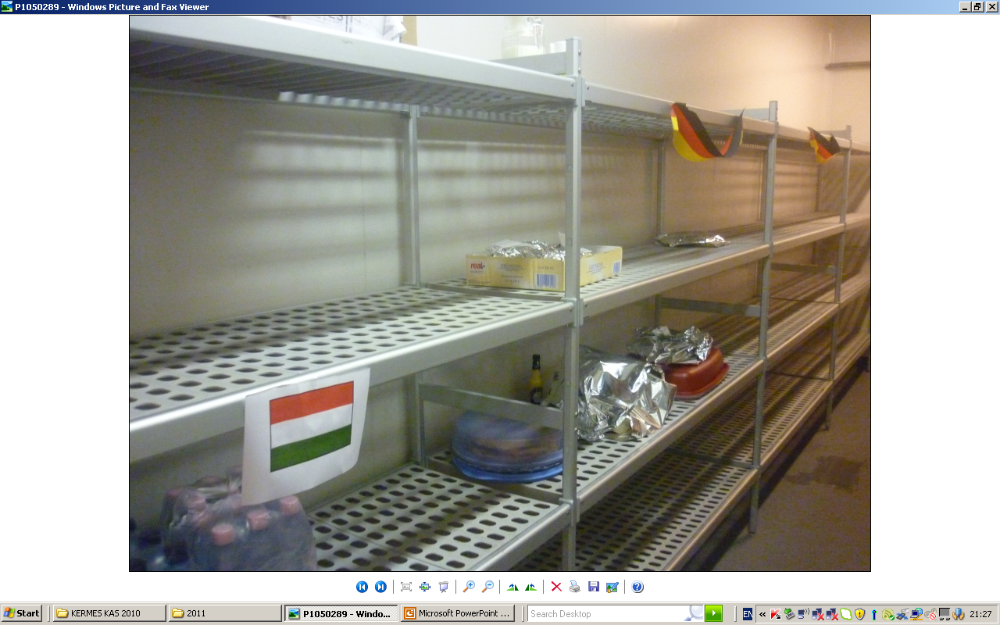 P1050289 - Windows Picture and Fax Viewer
real-
Start
KERMES KAS 2010
2011
P1050289 - Windo...
Microsoft PowerPoint ...
Search Desktop
EN
21:27